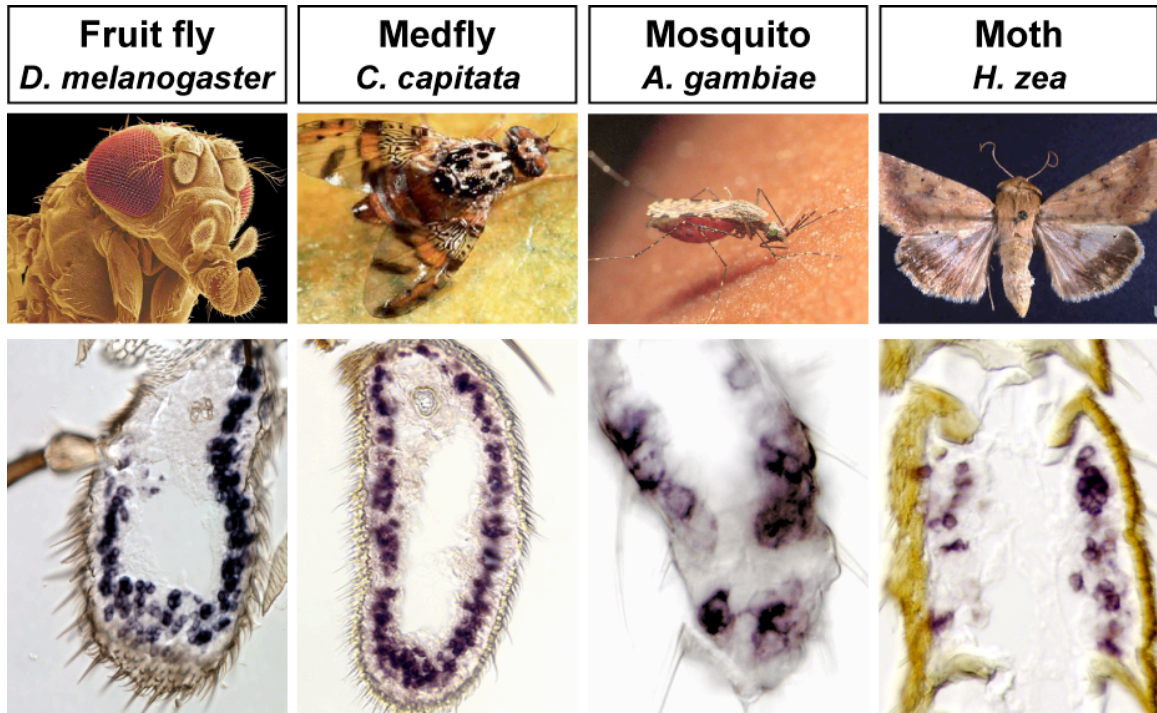 Fruit fly
D. melanogaster
Medfly
C. capitata
Mosquito
A. gambiae
Moth
H. zea